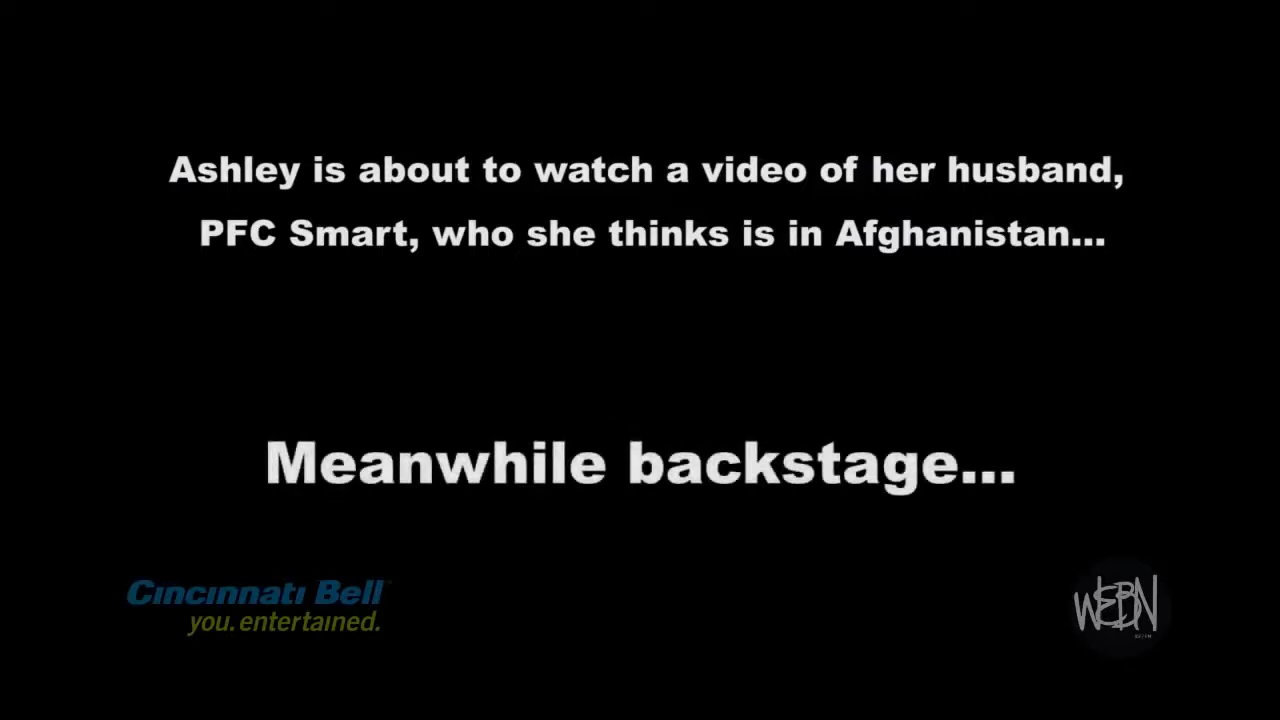 Ashley is about to watch a video of her husband,
PFC Smart, who she thinks is in Afghanistan...
Meanwhile backstage...
Cincinnati Bell
you. entertained.
WEBN